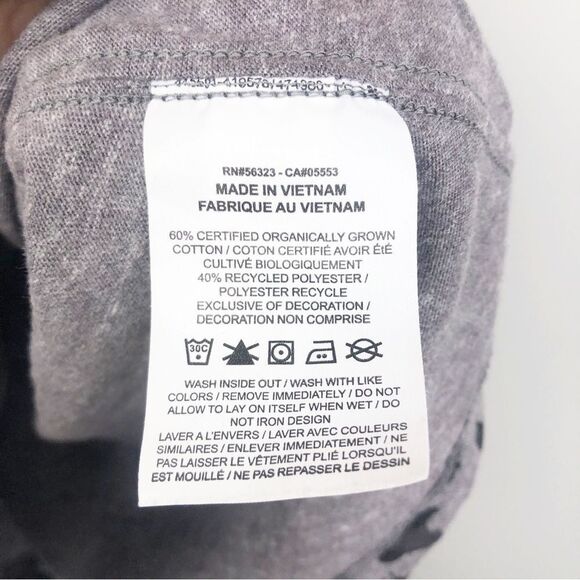 RN#56323 - CA#05553
MADE IN VIETNAM
FABRIQUE AU VIETNAM
60% CERTIFIED ORGANICALLY GROWN
COTTON / COTON CERTIFIÉ AVOIR ÉTÉ
CULTIVÉ BIOLOGIQUEMENT
40% RECYCLED POLYESTER /
POLYESTER RECYCLE
EXCLUSIVE OF DECORATION /
DECORATION NON COMPRISE
30C
WASH INSIDE OUT / WASH WITH LIKE
COLORS / REMOVE IMMEDIATELY / DO NOT
ALLOW TO LAY ON ITSELF WHEN WET / DO
NOT IRON DESIGN
LAVER A L'ENVERS / LAVER AVEC COULEURS
SIMILAIRES / ENLEVER IMMEDIATEMENT / NE
PAS LAISSER LE VÊTEMENT PLIÉ LORSQU'IL
EST MOUILLÉ / NE PAS REPASSER LE DESSIN